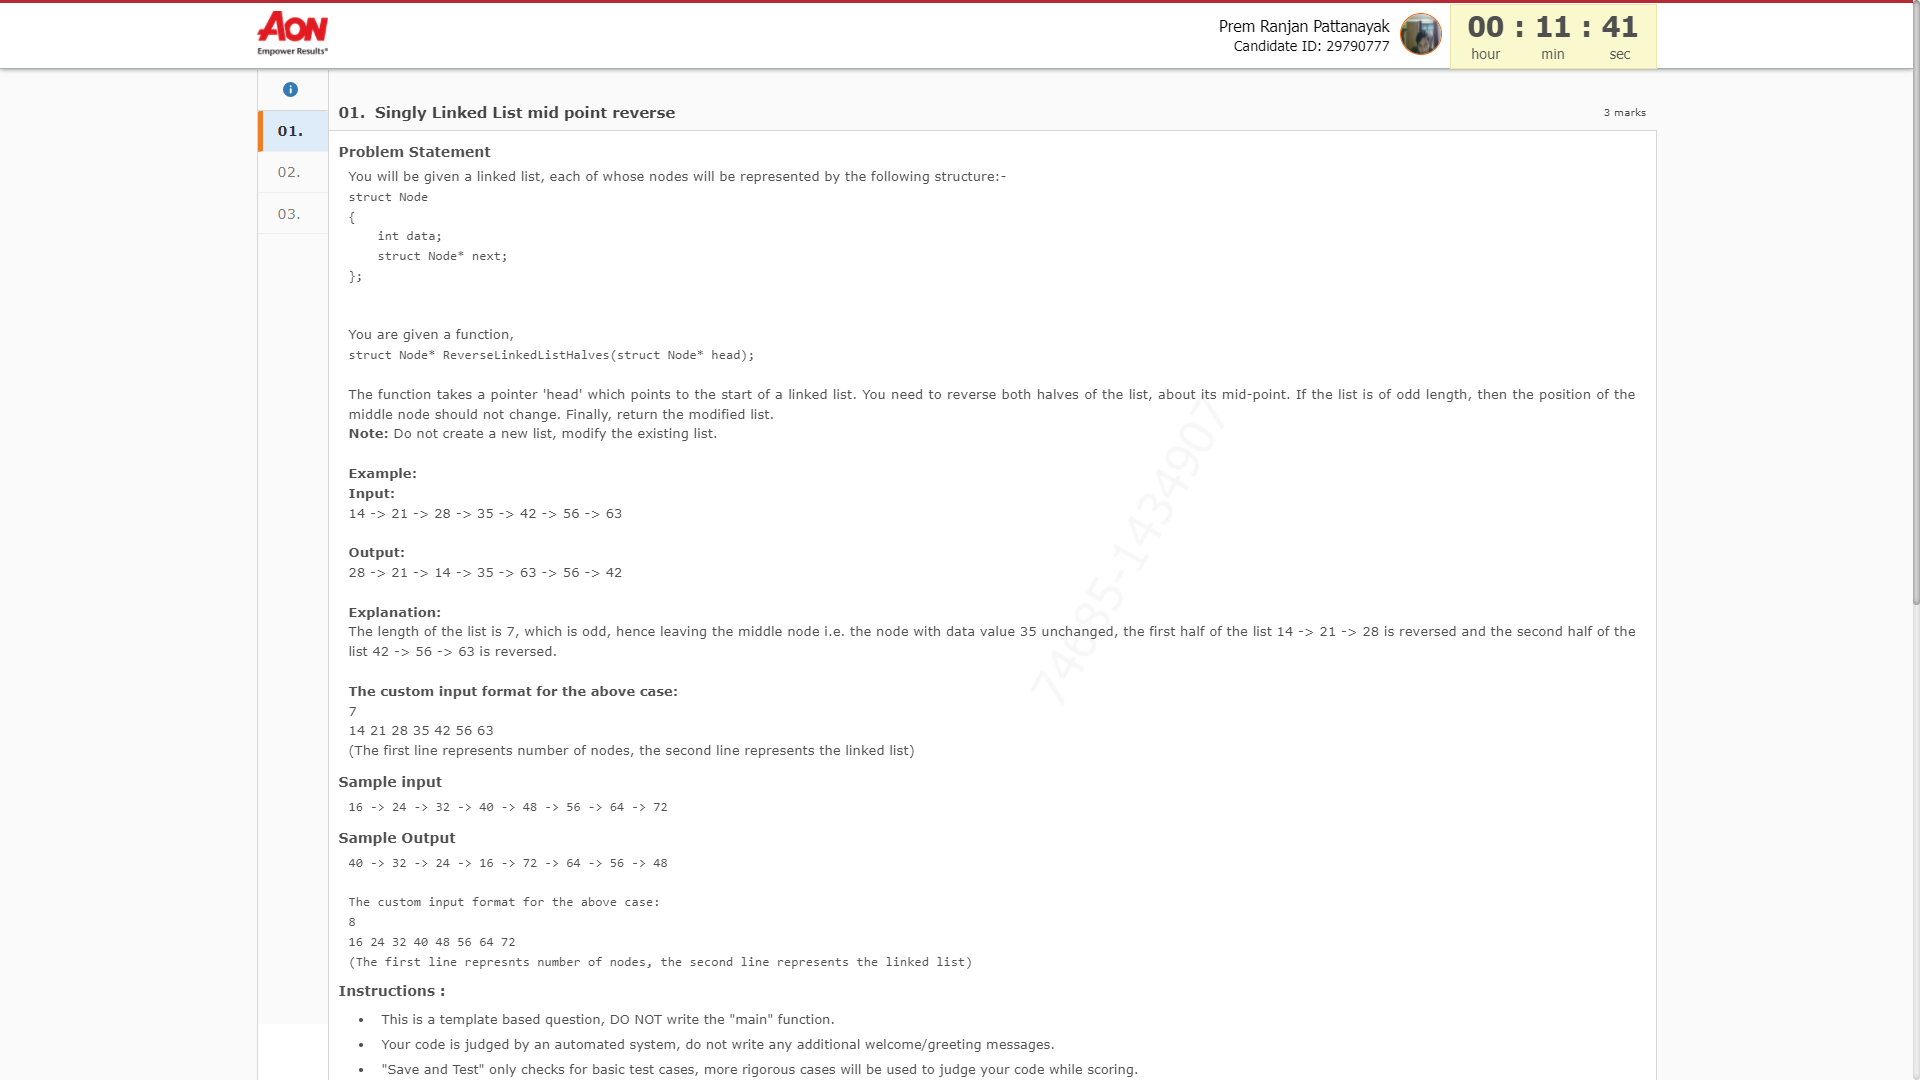 AON
Empower Results®
Prem Ranjan Pattanayak
Candidate ID: 29790777
00 : 11 : 41
hour min sec
01. Singly Linked List mid point reverse
3 marks
01.
02.
03.
Problem Statement
You will be given a linked list, each of whose nodes will be represented by the following structure:-
struct Node
{
int data;
struct Node* next;
};
You are given a function,
struct Node* ReverseLinkedListHalves(struct Node* head);
The function takes a pointer 'head' which points to the start of a linked list. You need to reverse both halves of the list, about its mid-point. If the list is of odd length, then the position of the
middle node should not change. Finally, return the modified list.
Note: Do not create a new list, modify the existing list.
Example:
Input:
14 -> 21 -> 28 -> 35 -> 42 -> 56 -> 63
Output:
28 -> 21 -> 14 -> 35 -> 63 -> 56 -> 42
Explanation:
The length of the list is 7, which is odd, hence leaving the middle node i.e. the node with data value 35 unchanged, the first half of the list 14 -> 21 -> 28 is reversed and the second half of the
list 42 -> 56 -> 63 is reversed.
The custom input format for the above case:
7
14 21 28 35 42 56 63
(The first line represents number of nodes, the second line represents the linked list)
Sample input
16 -> 24 -> 32 -> 40 -> 48 -> 56 -> 64 -> 72
Sample Output
40 -> 32 -> 24 -> 16 -> 72 -> 64 -> 56 -> 48
The custom input format for the above case:
8
16 24 32 40 48 56 64 72
(The first line represnts number of nodes, the second line represents the linked list)
Instructions :
• This is a template based question, DO NOT write the "main" function.
• Your code is judged by an automated system, do not write any additional welcome/greeting messages.
• "Save and Test" only checks for basic test cases, more rigorous cases will be used to judge your code while scoring.
74685-1434907